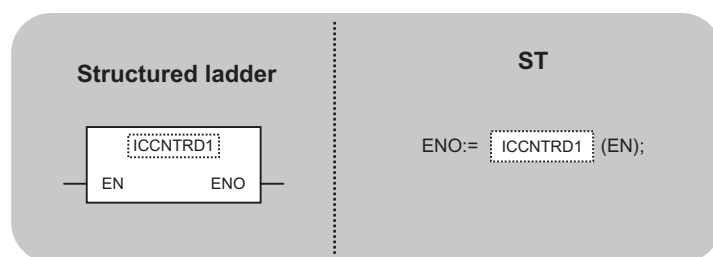 Structured ladder
ICCNTRD1
EN ENO
ST
ENO:= ICCNTRD1 (EN);